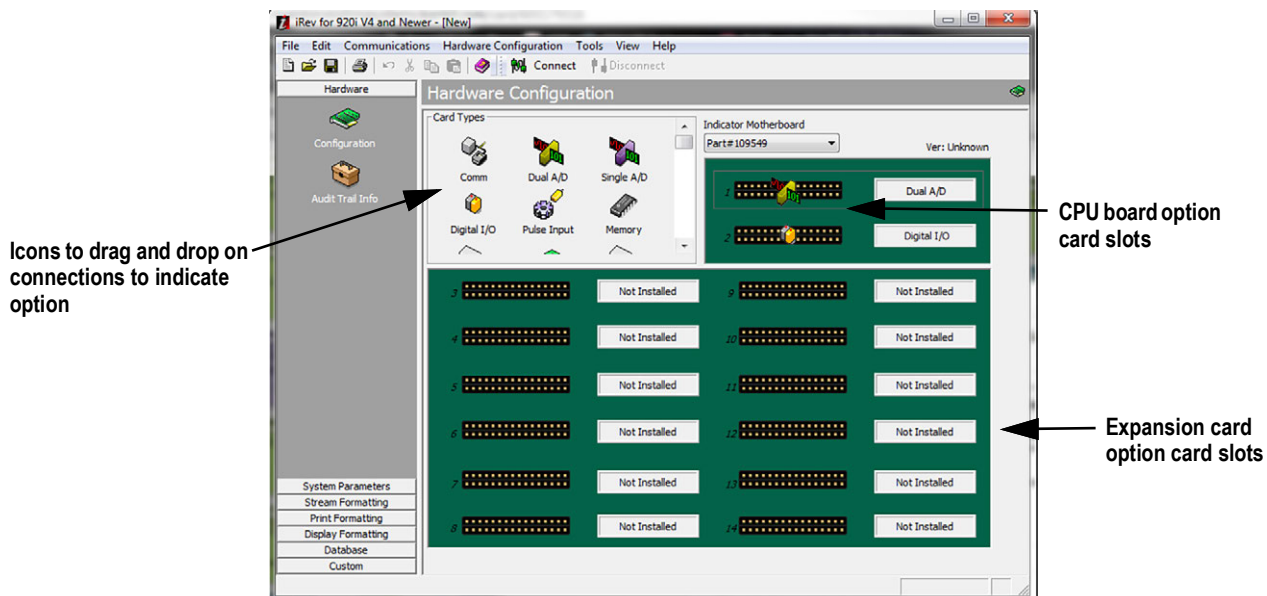 iRev for 920i V4 and Newer - [New]
File Edit Communications Hardware Configuration Tools View Help
Connect Disconnect
Hardware
Configuration
Audit Trail Info
System Parameters
Stream Formatting
Print Formatting
Display Formatting
Database
Custom
Hardware Configuration
Card Types
Comm Dual A/D Single A/D
Digital I/O Pulse Input Memory
Indicator Motherboard
Part#109549
Ver: Unknown
1 Dual A/D
2 Digital I/O
3 Not Installed 9 Not Installed
4 Not Installed 10 Not Installed
5 Not Installed 11 Not Installed
6 Not Installed 12 Not Installed
7 Not Installed 13 Not Installed
8 Not Installed 14 Not Installed
Icons to drag and drop on
connections to indicate
option
CPU board option
card slots
Expansion card
option card slots